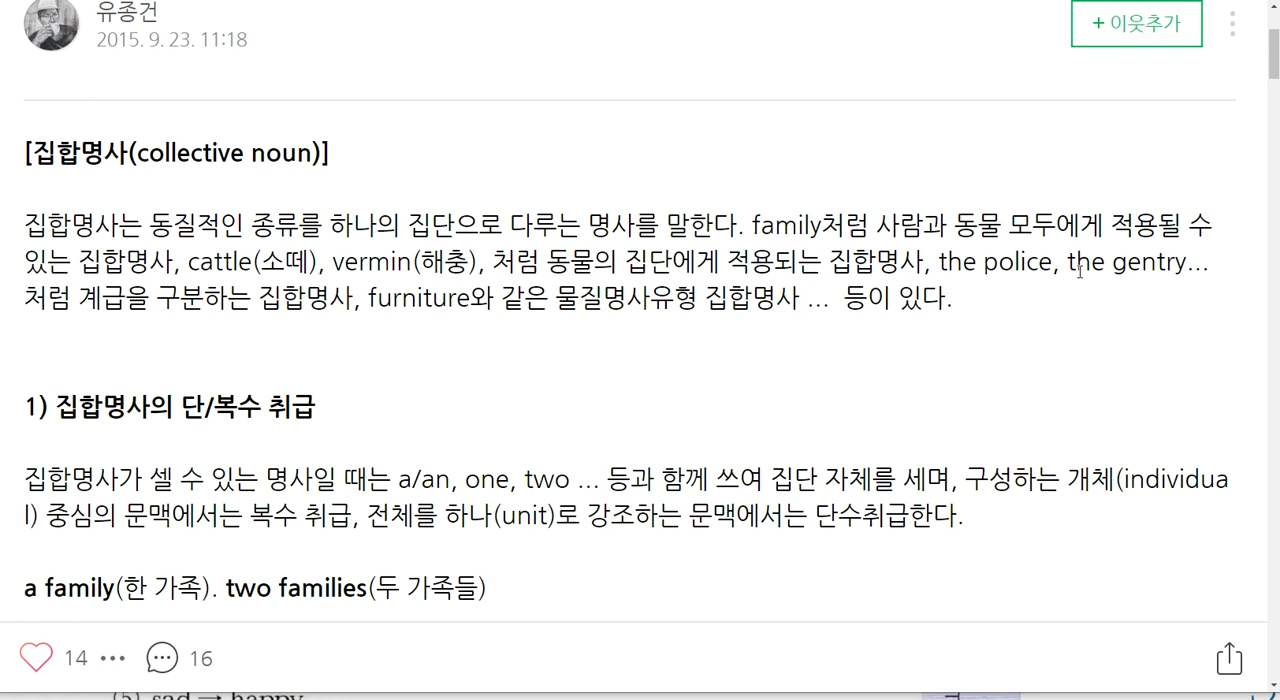 유종건
2015. 9. 23. 11:18
+ 이웃추가
[집합명사(collective noun)]
집합명사는 동질적인 종류를 하나의 집단으로 다루는 명사를 말한다. family처럼 사람과 동물 모두에게 적용될 수
있는 집합명사, cattle(소떼), vermin(해충), 처럼 동물의 집단에게 적용되는 집합명사, the police, the gentry...
처럼 계급을 구분하는 집합명사, furniture와 같은 물질명사유형 집합명사 ... 등이 있다.
1) 집합명사의 단/복수 취급
집합명사가 셀 수 있는 명사일 때는 a/an, one, two ... 등과 함께 쓰여 집단 자체를 세며, 구성하는 개체(individua
l) 중심의 문맥에서는 복수 취급, 전체를 하나(unit)로 강조하는 문맥에서는 단수취급한다.
a family(한 가족). two families(두 가족들)
14 ... 16
(5) sad → happy